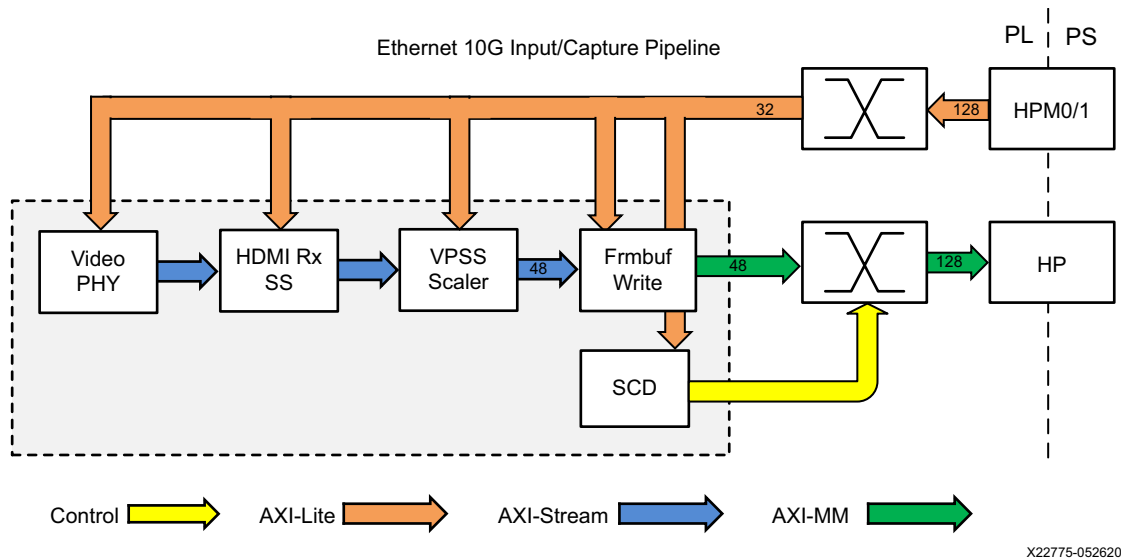 PL
PS
Ethernet 10G Input/Capture Pipeline
32
128
HPM0/1
Video
PHY
HDMI Rx
SS
VPSS
Scaler
48
Frmbuf
Write
48
128
HP
SCD
Control
AXI-Lite
AXI-Stream
AXI-MM
X22775-052620